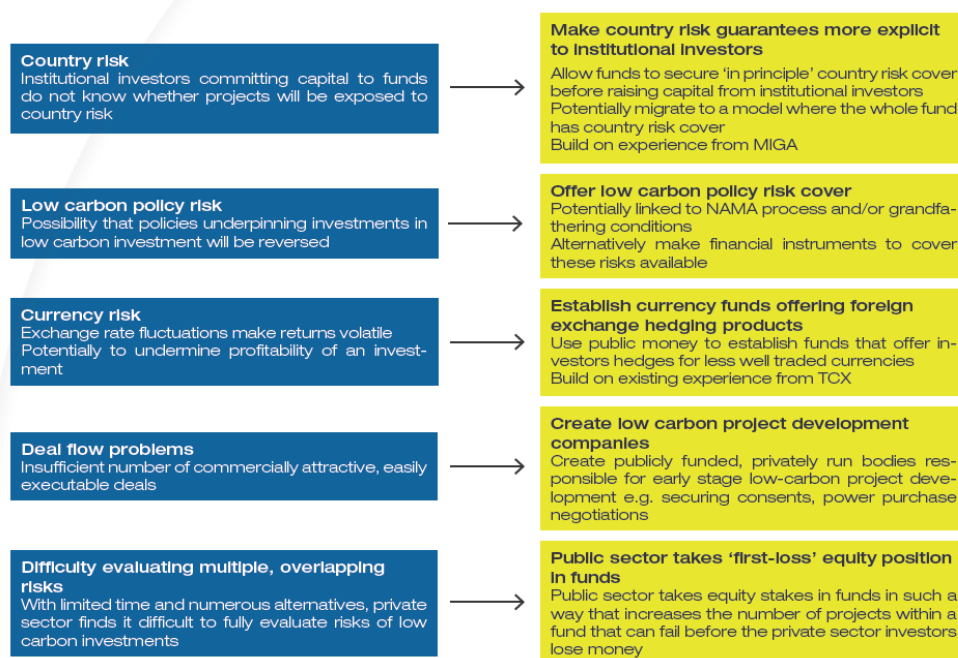 Country risk
Institutional investors committing capital to funds
do not know whether projects will be exposed to
country risk
Make country risk guarantees more explicit
to institutional investors
Allow funds to secure ‘in principle’ country risk cover
before raising capital from institutional investors
Potentially migrate to a model where the whole fund
has country risk cover
Build on experience from MIGA
Low carbon policy risk
Possibility that policies underpinning investments in
low carbon investment will be reversed
Offer low carbon policy risk cover
Potentially linked to NAMA process and/or grandfa-
thering conditions
Alternatively make financial instruments to cover
these risks available
Currency risk
Exchange rate fluctuations make returns volatile
Potentially to undermine profitability of an invest-
ment
Establish currency funds offering foreign
exchange hedging products
Use public money to establish funds that offer in-
vestors hedges for less well traded currencies
Build on existing experience from TCX
Deal flow problems
Insufficient number of commercially attractive, easily
executable deals
Create low carbon project development
companies
Create publicly funded, privately run bodies res-
ponsible for early stage low-carbon project deve-
lopment e.g. securing consents, power purchase
negotiations
Difficulty evaluating multiple, overlapping
risks
With limited time and numerous alternatives, private
sector finds it difficult to fully evaluate risks of low
carbon investments
Public sector takes ‘first-loss’ equity position
in funds
Public sector takes equity stakes in funds in such a
way that increases the number of projects within a
fund that can fail before the private sector investors
lose money